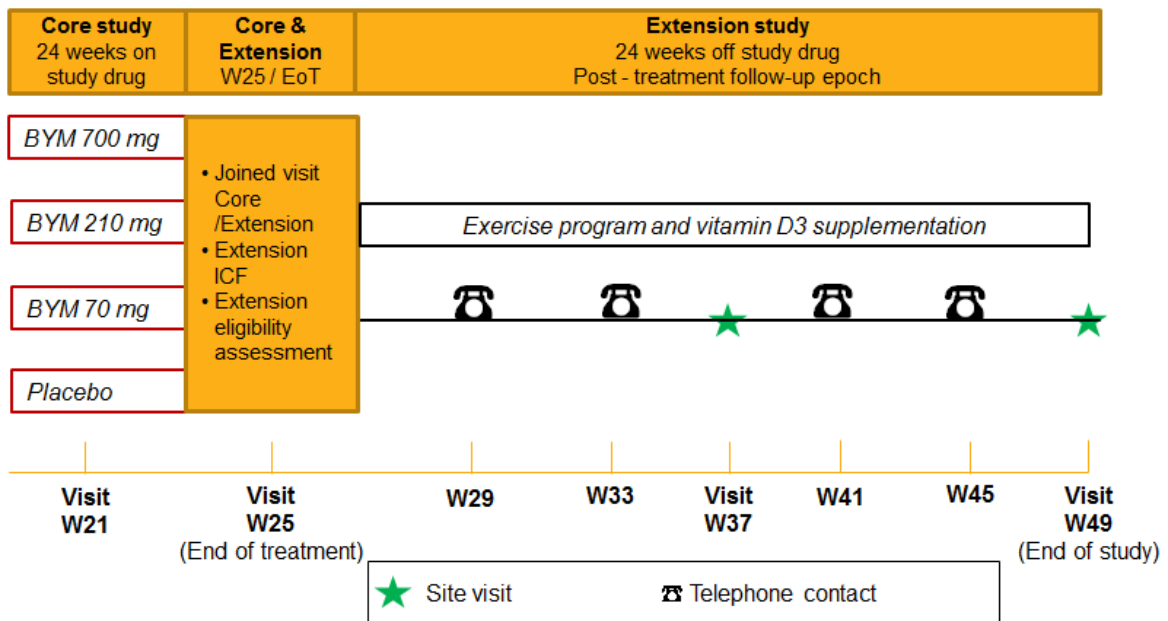 Core study
24 weeks on
study drug
Core &
Extension
W25 / EoT
Extension study
24 weeks off study drug
Post - treatment follow-up epoch
BYM 700 mg
BYM 210 mg
BYM 70 mg
Placebo
• Joined visit
Core
/Extension
• Extension
ICF
• Extension
eligibility
assessment
Exercise program and vitamin D3 supplementation
Visit
W21
Visit
W25
(End of treatment)
W29
W33
Visit
W37
W41
W45
Visit
W49
(End of study)
Site visit
Telephone contact